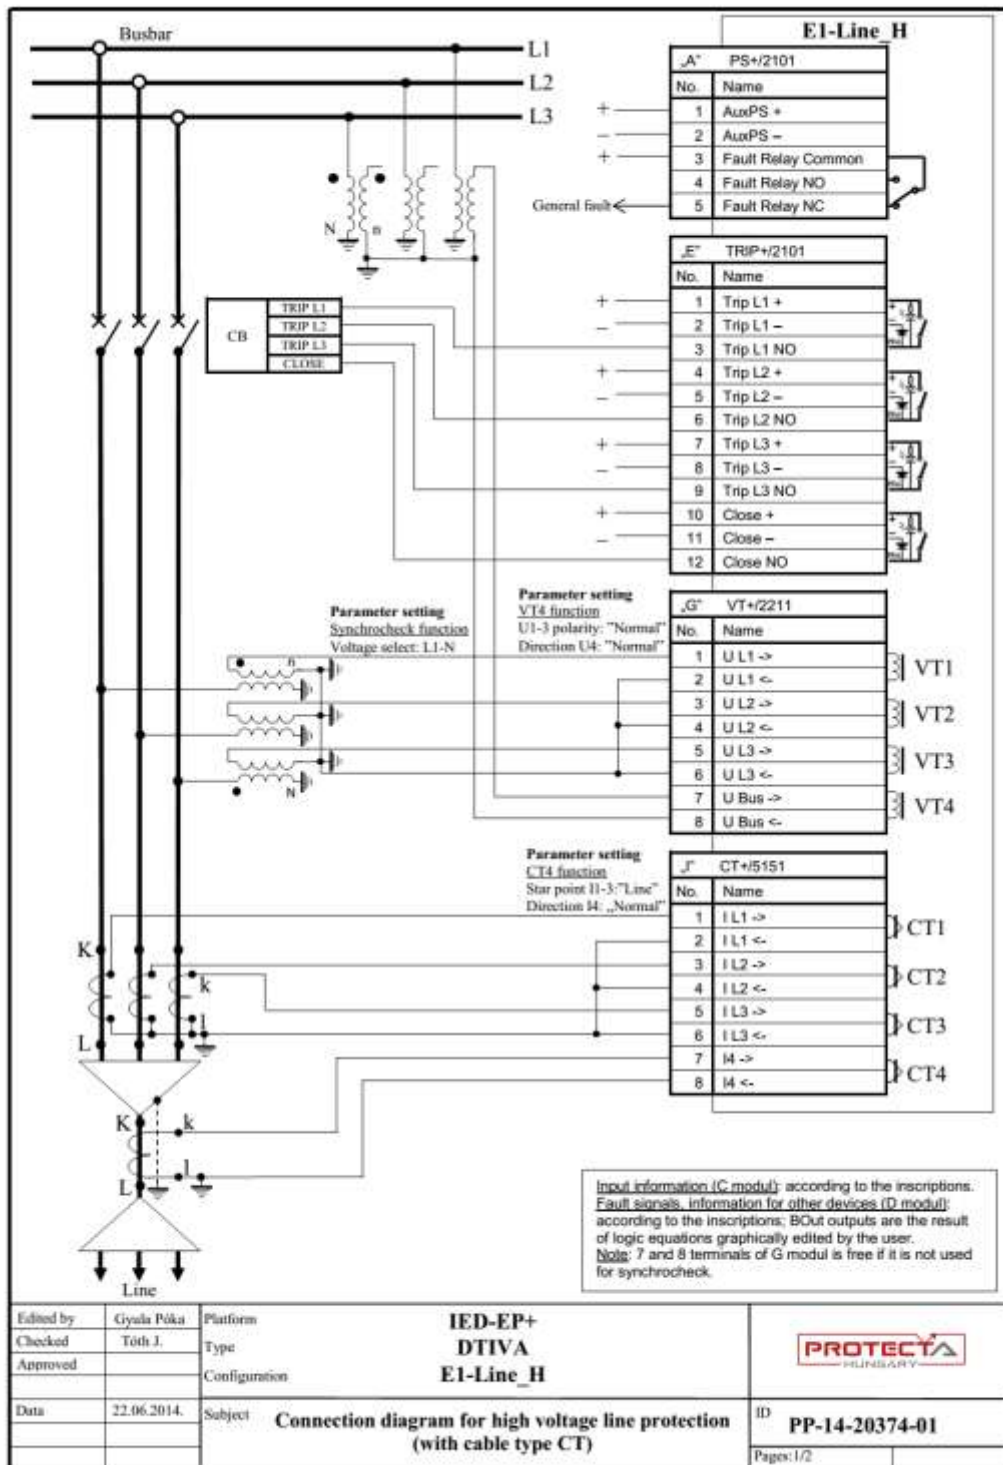 E1-Line_H
Busbar
L1
L2
L3
„A" PS+/2101
No. Name
+ 1 AuxPS +
– 2 AuxPS –
+ 3 Fault Relay Common
4 Fault Relay NO
General fault 5 Fault Relay NC
N n
„E" TRIP+/2101
No. Name
+ 1 Trip L1 +
– 2 Trip L1 –
3 Trip L1 NO
+ 4 Trip L2 +
– 5 Trip L2 –
6 Trip L2 NO
+ 7 Trip L3 +
– 8 Trip L3 –
9 Trip L3 NO
+ 10 Close +
– 11 Close –
12 Close NO
CB
TRIP L1
TRIP L2
TRIP L3
CLOSE
Parameter setting
Synchrocheck function
Voltage select: L1-N
Parameter setting
VT4 function
U1-3 polarity: "Normal"
Direction U4: "Normal"
n
N
„G" VT+/2211
No. Name
1 U L1 ->
2 U L1 <-
3 U L2 ->
4 U L2 <-
5 U L3 ->
6 U L3 <-
7 U Bus ->
8 U Bus <-
VT1
VT2
VT3
VT4
Parameter setting
CT4 function
Star point I1-3:"Line"
Direction I4: „Normal"
„J" CT+/5151
No. Name
1 I L1 ->
2 I L1 <-
3 I L2 ->
4 I L2 <-
5 I L3 ->
6 I L3 <-
7 I4 ->
8 I4 <-
CT1
CT2
CT3
CT4
K
k
l
L
K
k
l
L
Line
Input information (C modul): according to the inscriptions.
Fault signals, information for other devices (D modul):
according to the inscriptions; BOut outputs are the result
of logic equations graphically edited by the user.
Note: 7 and 8 terminals of G modul is free if it is not used
for synchrocheck.
Edited by Gyula Póka
Checked Tóth J.
Approved
Data 22.06.2014.
Platform IED-EP+
Type DTIVA
Configuration E1-Line_H
Subject Connection diagram for high voltage line protection
(with cable type CT)
PROTECTA
HUNGARY
ID
PP-14-20374-01
Pages:1/2